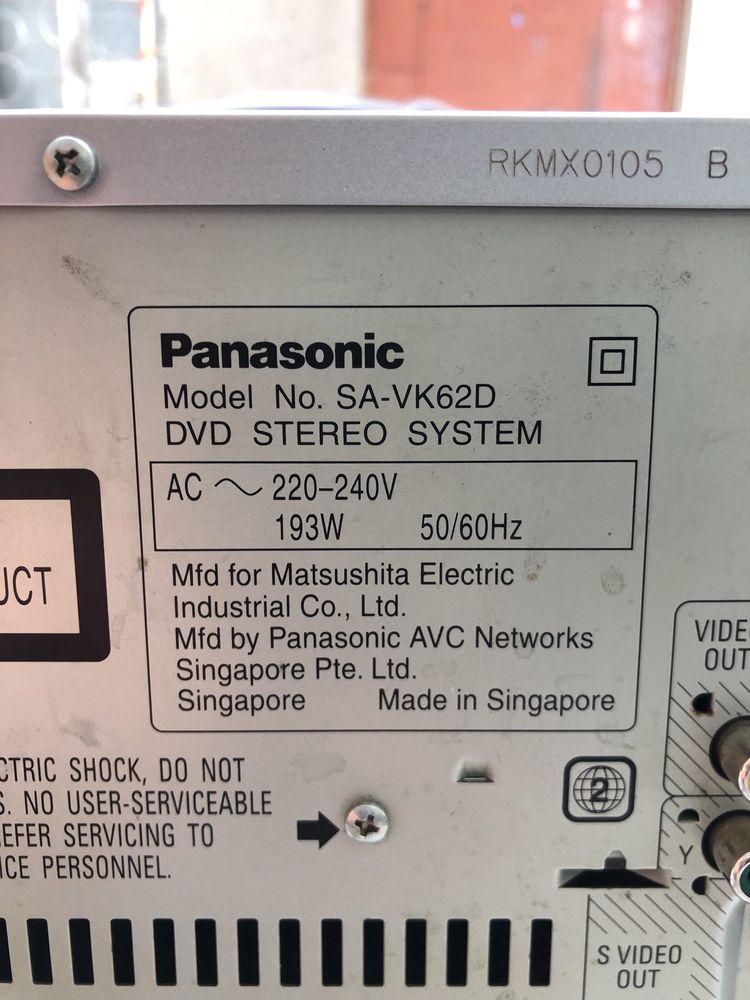 RKMX0105 B
Panasonic
Model No. SA-VK62D
DVD STEREO SYSTEM
AC ~ 220–240V
193W 50/60Hz
Mfd for Matsushita Electric
Industrial Co., Ltd.
Mfd by Panasonic AVC Networks
Singapore Pte. Ltd.
Singapore Made in Singapore
UCT
VIDE
OUT
CTRIC SHOCK, DO NOT
S. NO USER-SERVICEABLE
EFER SERVICING TO
ICE PERSONNEL.
2
Y
S VIDEO
OUT